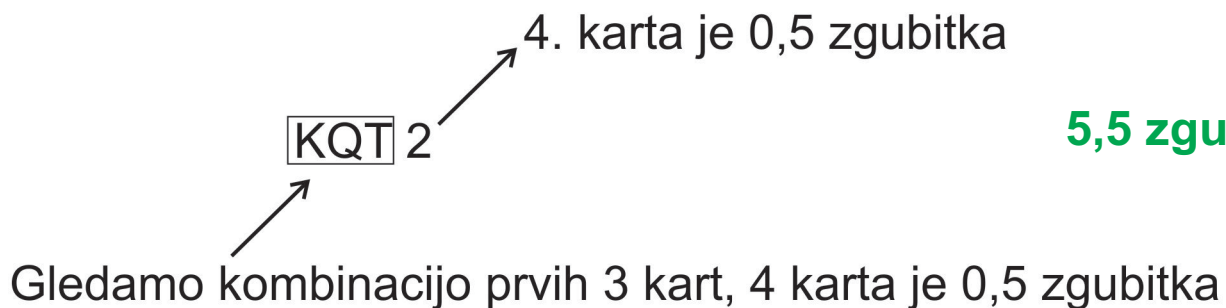 4. karta je 0,5 zgubitka
KQT 2
5,5 zgu
Gledamo kombinacijo prvih 3 kart, 4 karta je 0,5 zgubitka